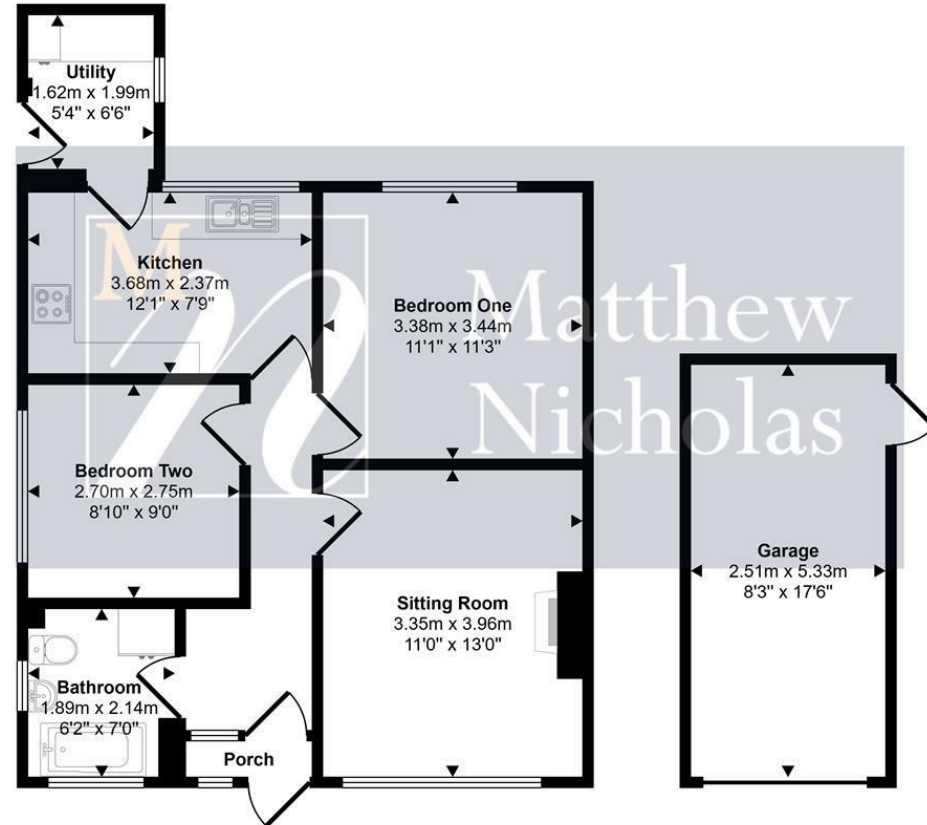 Utility
1.62m x 1.99m
5'4" x 6'6"
Kitchen
3.68m x 2.37m
12'1" x 7'9"
Bedroom One
3.38m x 3.44m
11'1" x 11'3"
M
n
Matthew
Nicholas
Bedroom Two
2.70m x 2.75m
8'10" x 9'0"
Garage
2.51m x 5.33m
8'3" x 17'6"
Sitting Room
3.35m x 3.96m
11'0" x 13'0"
Bathroom
1.89m x 2.14m
6'2" x 7'0"
Porch